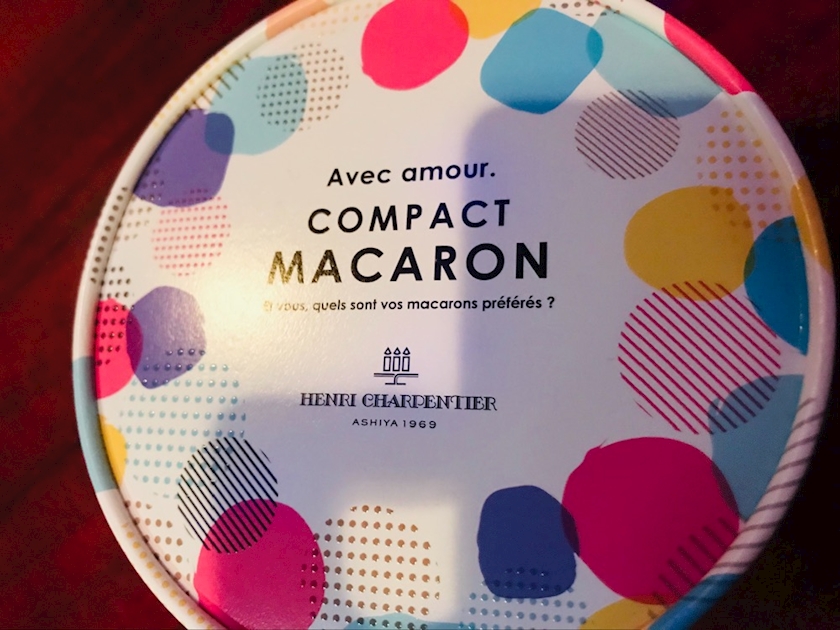 Avec amour.
COMPACT
MACARON
Et vous, quels sont vos macarons préférés ?
HENRI CHARPENTIER
ASHIYA 1969